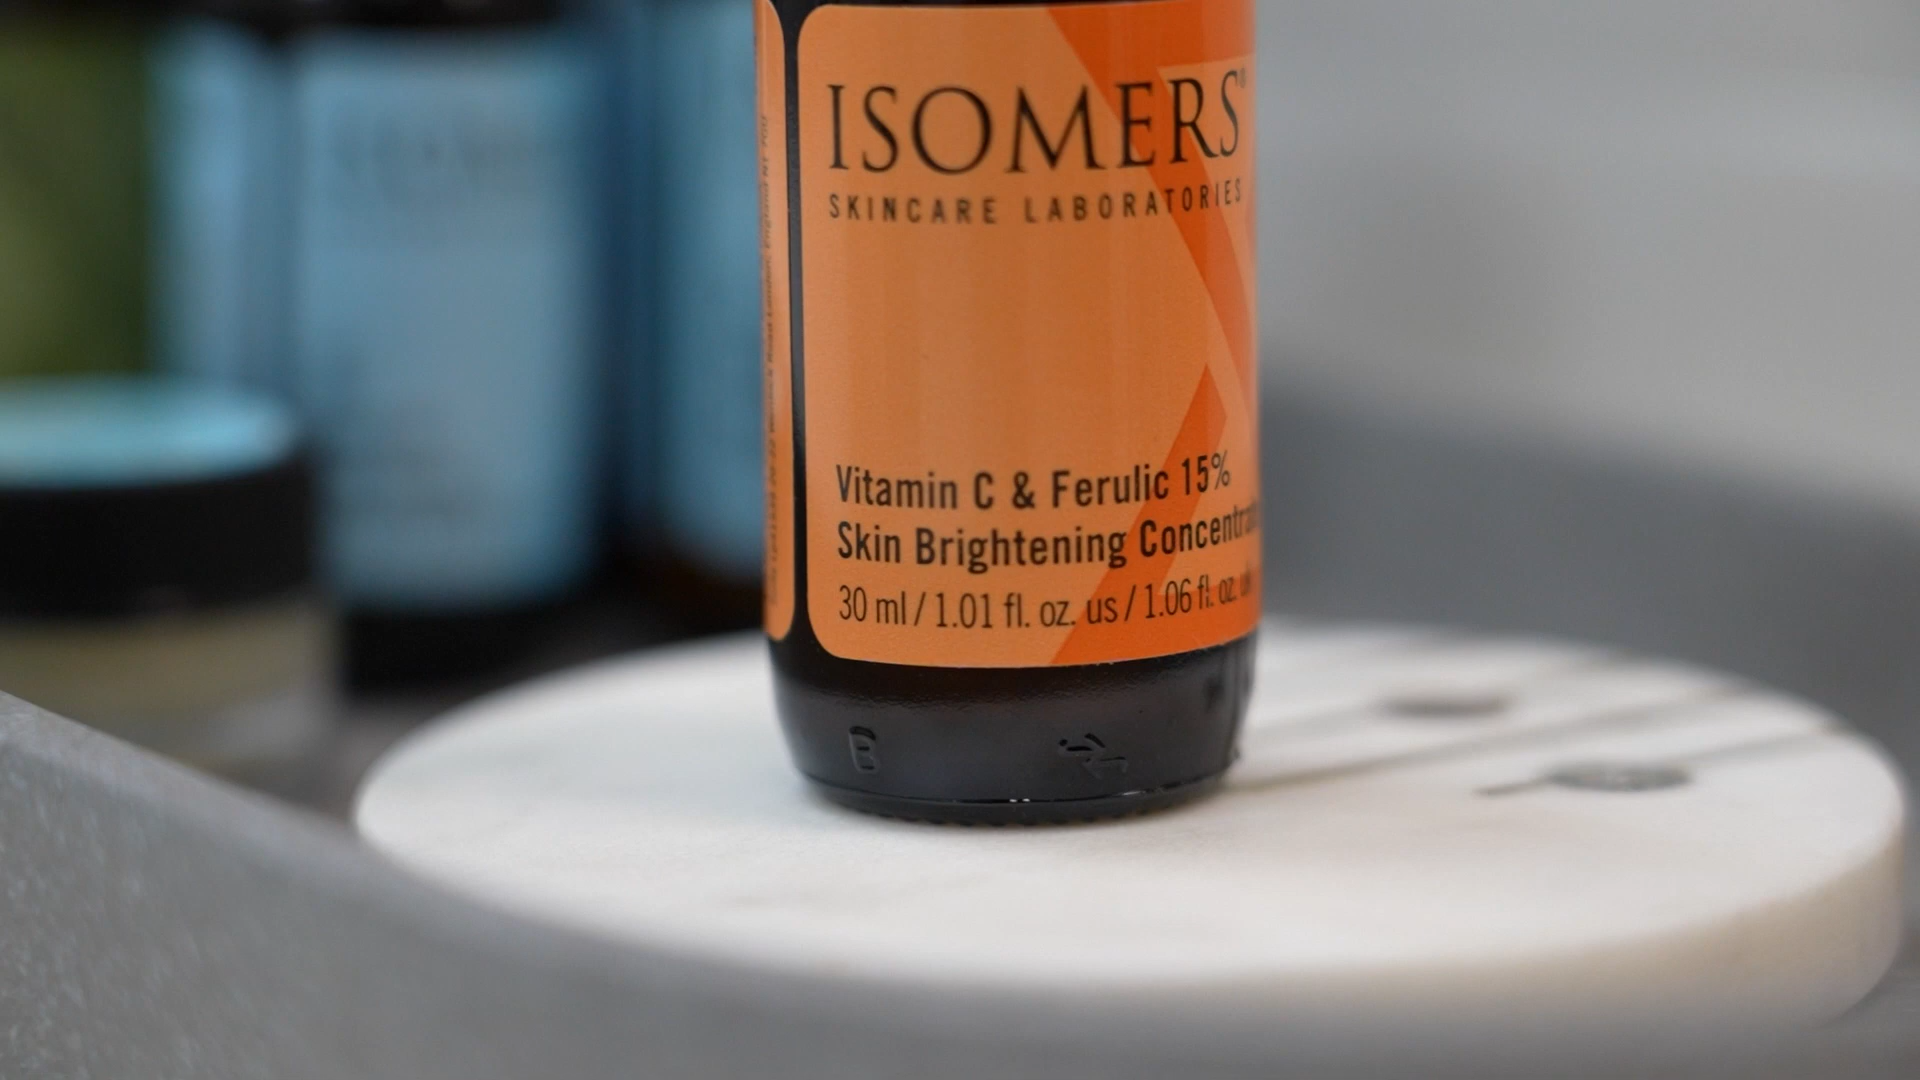 ISOMERS®
SKINCARE LABORATORIES
Vitamin C & Ferulic 15%
Skin Brightening Concentra
30 ml / 1.01 fl. oz. us / 1.06 fl. oz. u
B